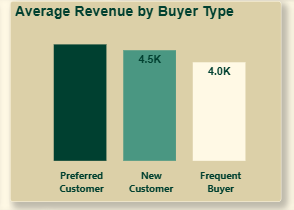 Average Revenue by Buyer Type
4.5K
4.0K
Preferred
Customer
New
Customer
Frequent
Buyer